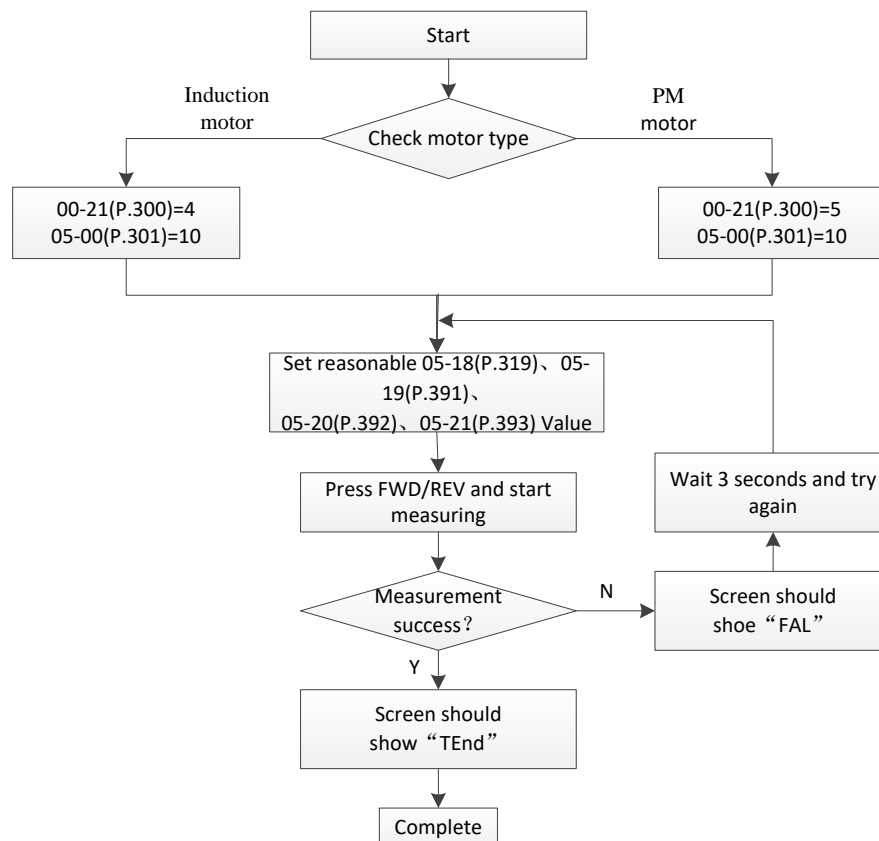 Start
Induction
motor
Check motor type
PM
motor
00-21(P.300)=4
05-00(P.301)=10
00-21(P.300)=5
05-00(P.301)=10
Set reasonable 05-18(P.319)、05-
19(P.391)、
05-20(P.392)、05-21(P.393) Value
Press FWD/REV and start
measuring
Wait 3 seconds and try
again
Measurement
success？
N
Screen should
shoe “FAL”
Y
Screen should
show “TEnd”
Complete